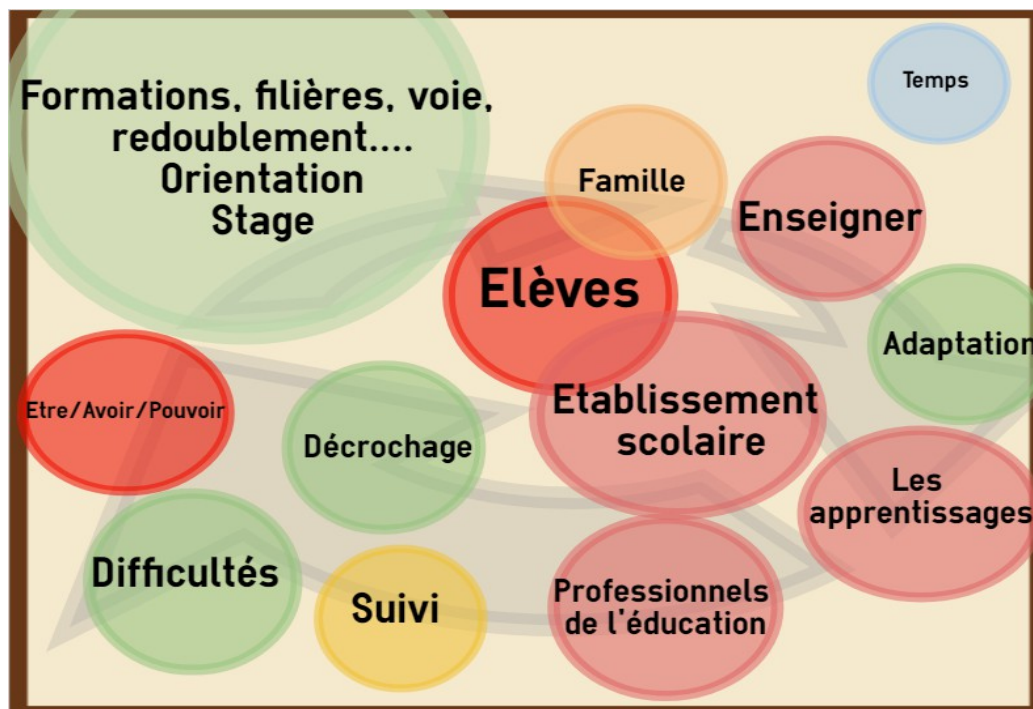 Formations, filières, voie,
redoublement....
Orientation
Stage
Temps
Famille
Enseigner
Elèves
Adaptation
Etre/Avoir/Pouvoir
Décrochage
Etablissement
scolaire
Les
apprentissages
Difficultés
Suivi
Professionnels
de l'éducation